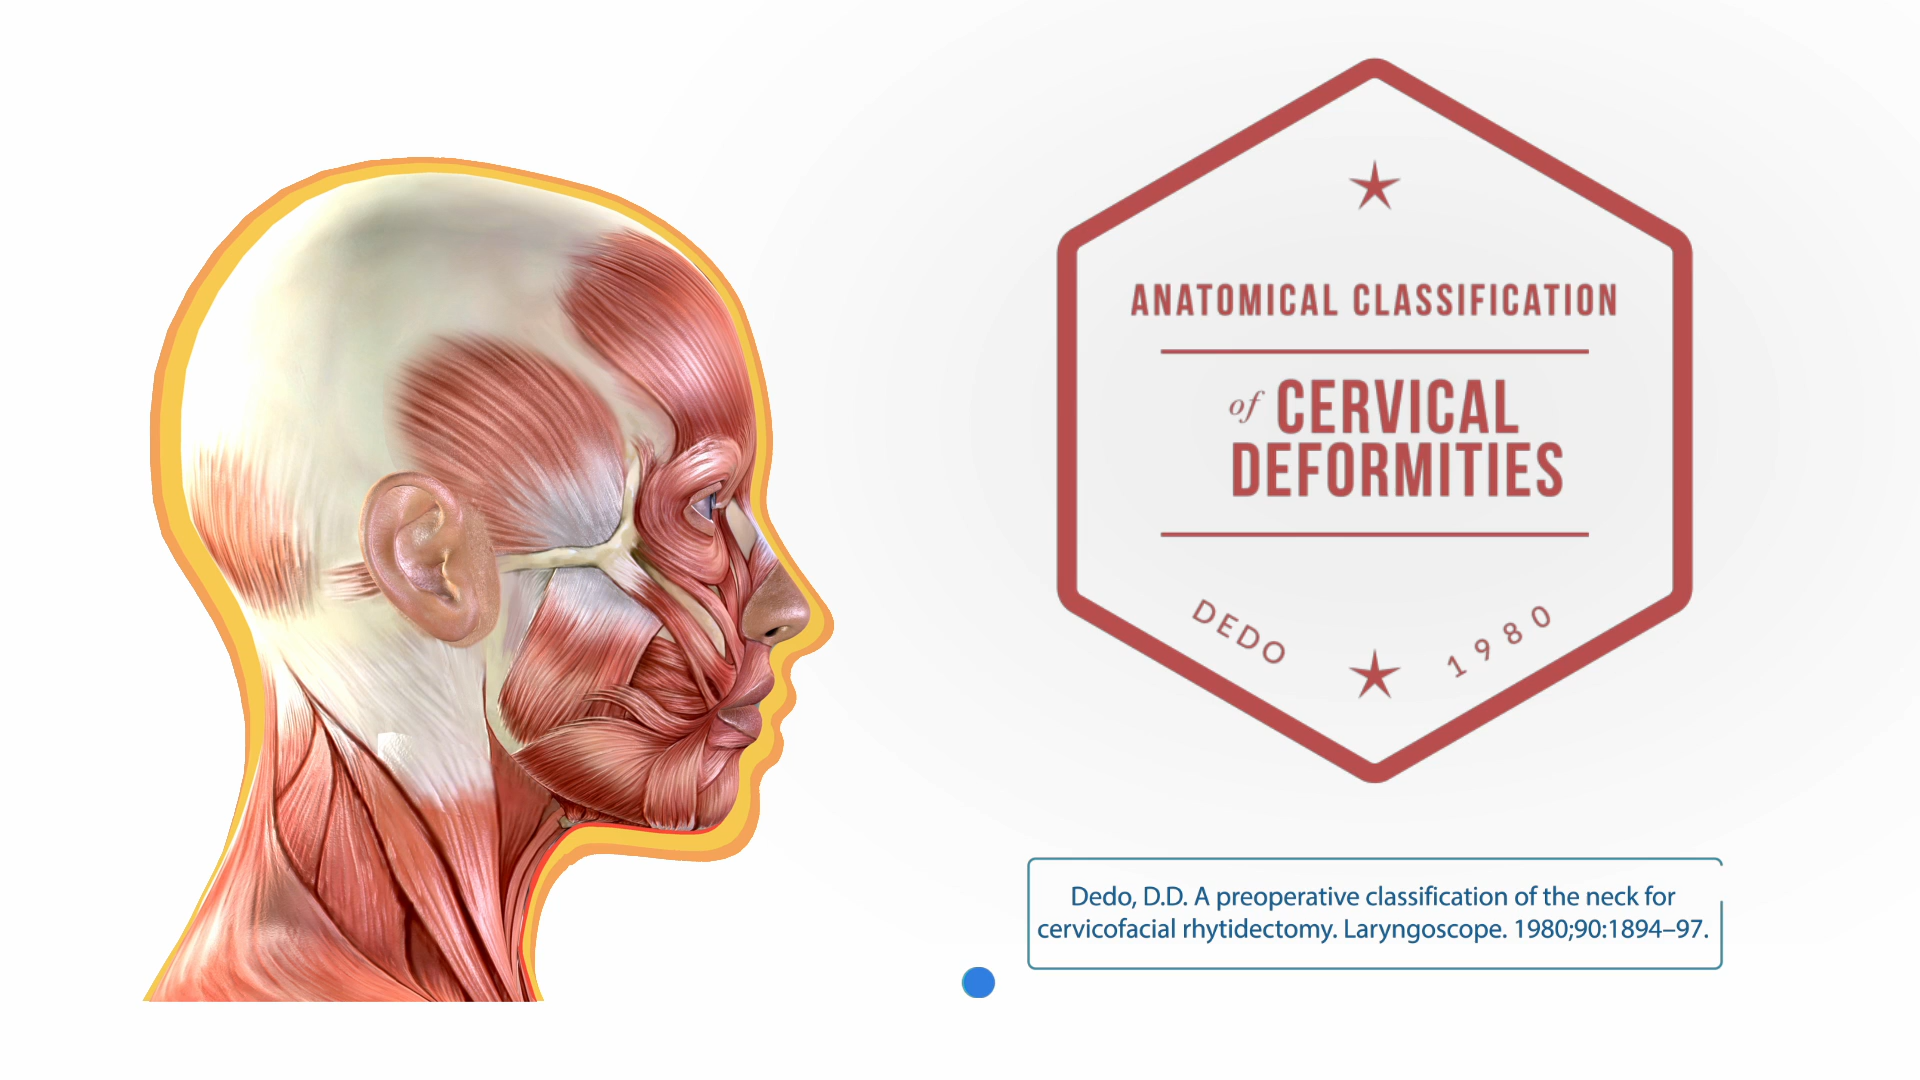 ANATOMICAL CLASSIFICATION
of CERVICAL
DEFORMITIES
DEDO 1980
Dedo, D.D. A preoperative classification of the neck for
cervicofacial rhytidectomy. Laryngoscope. 1980;90:1894–97.